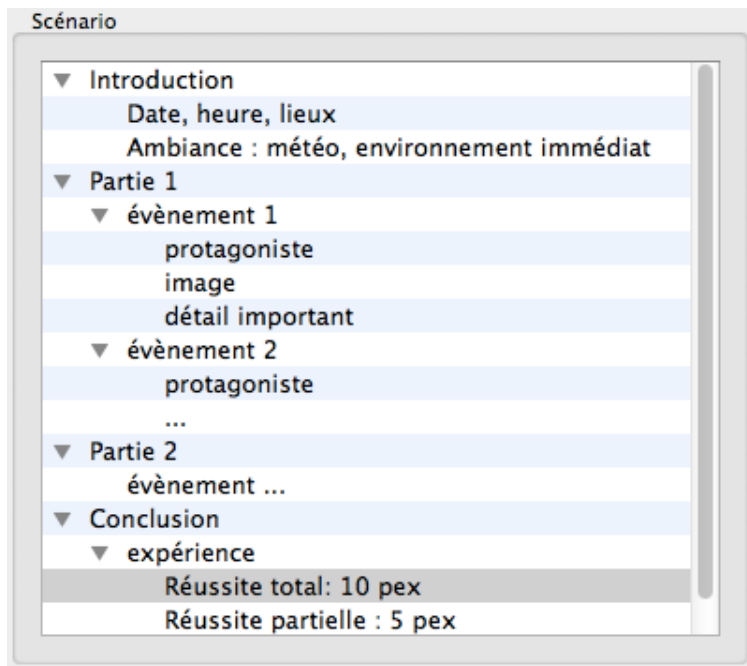 Scénario
Introduction
Date, heure, lieux
Ambiance : météo, environnement immédiat
Partie 1
évènement 1
protagoniste
image
détail important
évènement 2
protagoniste
...
Partie 2
évènement ...
Conclusion
expérience
Réussite total: 10 pex
Réussite partielle : 5 pex